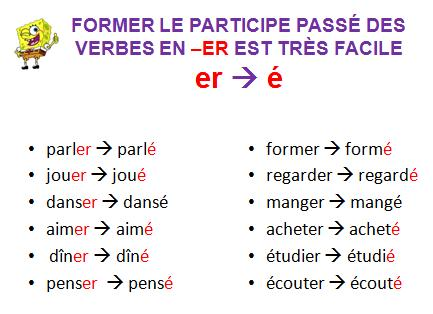 FORMER LE PARTICIPE PASSÉ DES
VERBES EN –ER EST TRÈS FACILE
er → é
• parler → parlé
• jouer → joué
• danser → dansé
• aimer → aimé
• dîner → dîné
• penser → pensé
• former → formé
• regarder → regardé
• manger → mangé
• acheter → acheté
• étudier → étudié
• écouter → écouté